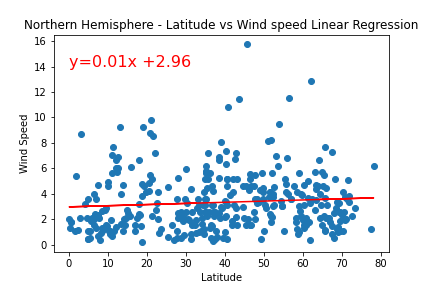 Northern Hemisphere - Latitude vs Wind speed Linear Regression
y=0.01x +2.96
16
14
12
10
8
6
4
2
0
Wind Speed
0 10 20 30 40 50 60 70 80
Latitude